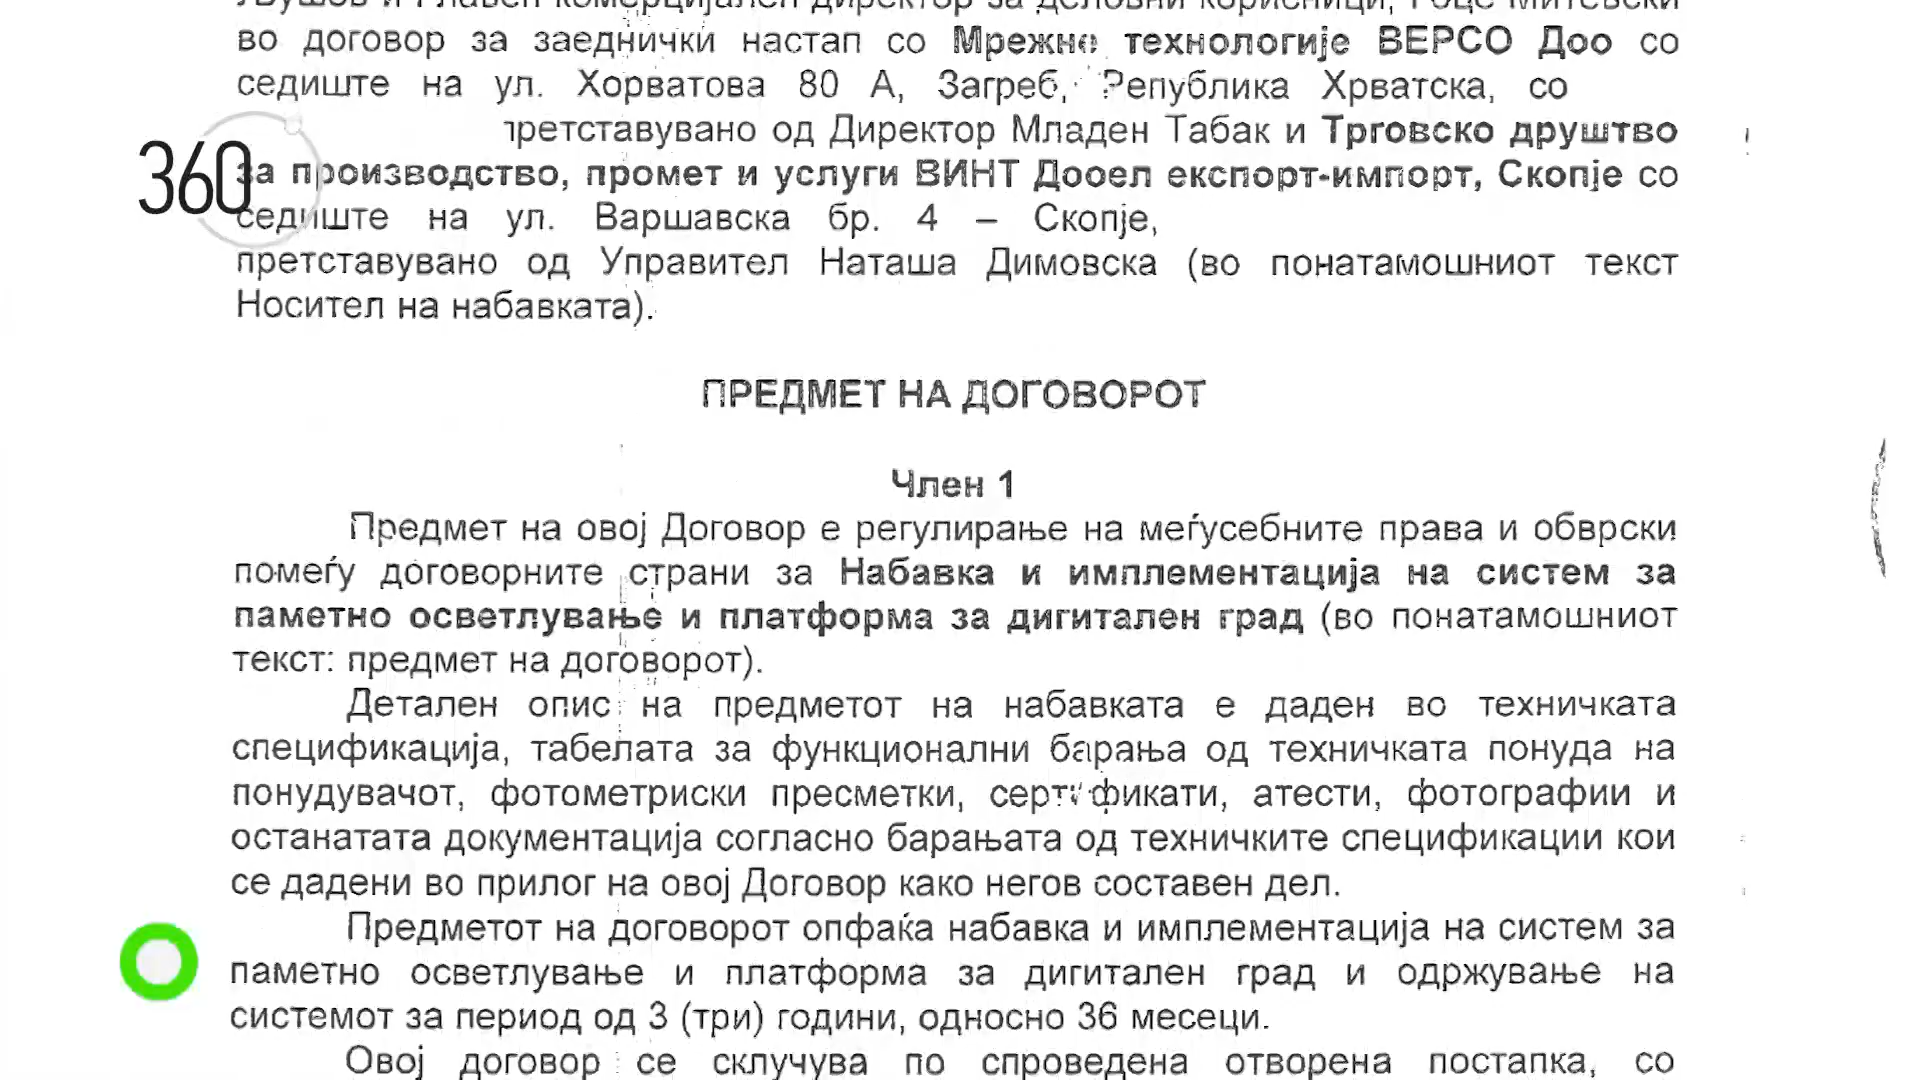 во договор за заеднички настап со Мрежне технологије ВЕРСО Доо со
седиште на ул. Хорватова 80 А, Загреб, Република Хрватска, со
претставувано од Директор Младен Табак и Трговско друштво
360
за производство, промет и услуги ВИНТ Дооел експорт-импорт, Скопје со
седиште на ул. Варшавска бр. 4 – Скопје,
претставувано од Управител Наташа Димовска (во понатамошниот текст
Носител на набавката).
ПРЕДМЕТ НА ДОГОВОРОТ
Член 1
Предмет на овој Договор е регулирање на меѓусебните права и обврски
помеѓу договорните страни за Набавка и имплементација на систем за
паметно осветлување и платформа за дигитален град (во понатамошниот
текст: предмет на договорот).
Детален опис на предметот на набавката е даден во техничката
спецификација, табелата за функционални барања од техничката понуда на
понудувачот, фотометриски пресметки, сертификати, атести, фотографии и
останатата документација согласно барањата од техничките спецификации кои
се дадени во прилог на овој Договор како негов составен дел.
Предметот на договорот опфаќа набавка и имплементација на систем за
паметно осветлување и платформа за дигитален град и одржување на
системот за период од 3 (три) години, односно 36 месеци.
Овој договор се склучува по спроведена отворена постапка, со